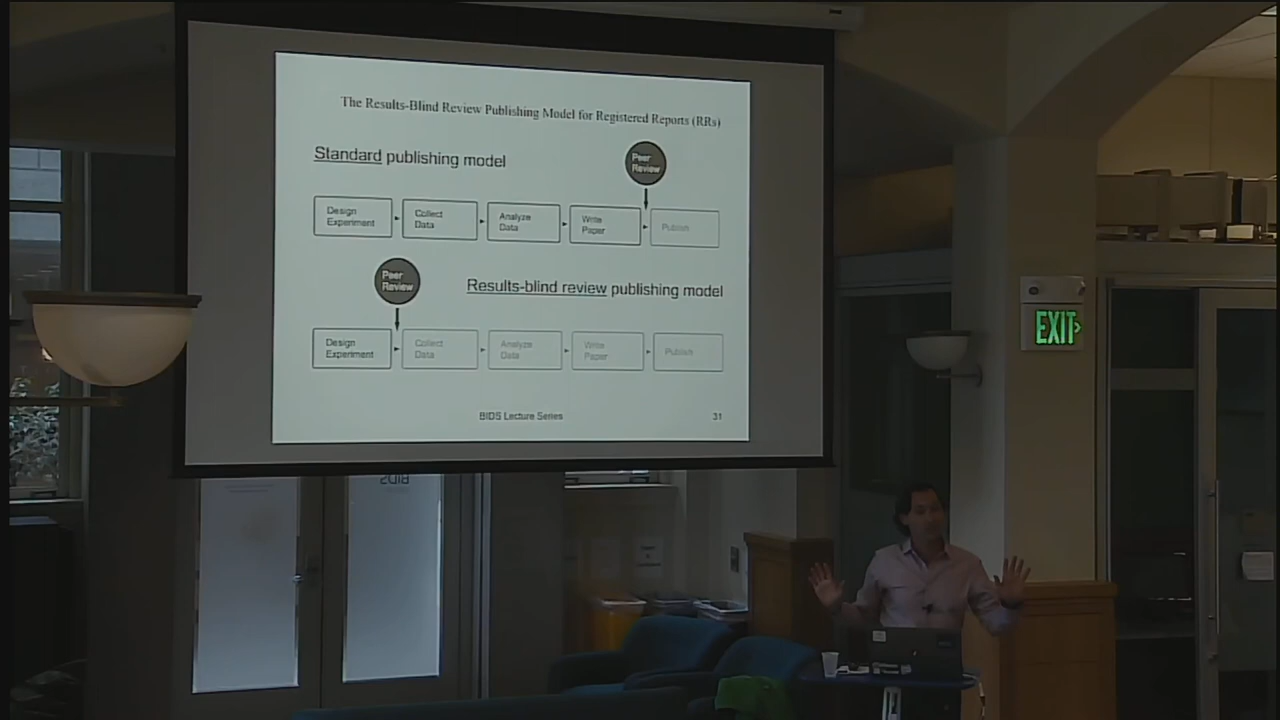 The Results-Blind Review Publishing Model for Registered Reports (RRs)
Standard publishing model
Peer
Review
Design
Experiment
Collect
Data
Analyze
Data
Write
Paper
Publish
Peer
Review
Results-blind review publishing model
Design
Experiment
Collect
Data
Analyze
Data
Write
Paper
Publish
BIDS Lecture Series
31
EXIT
BIDS